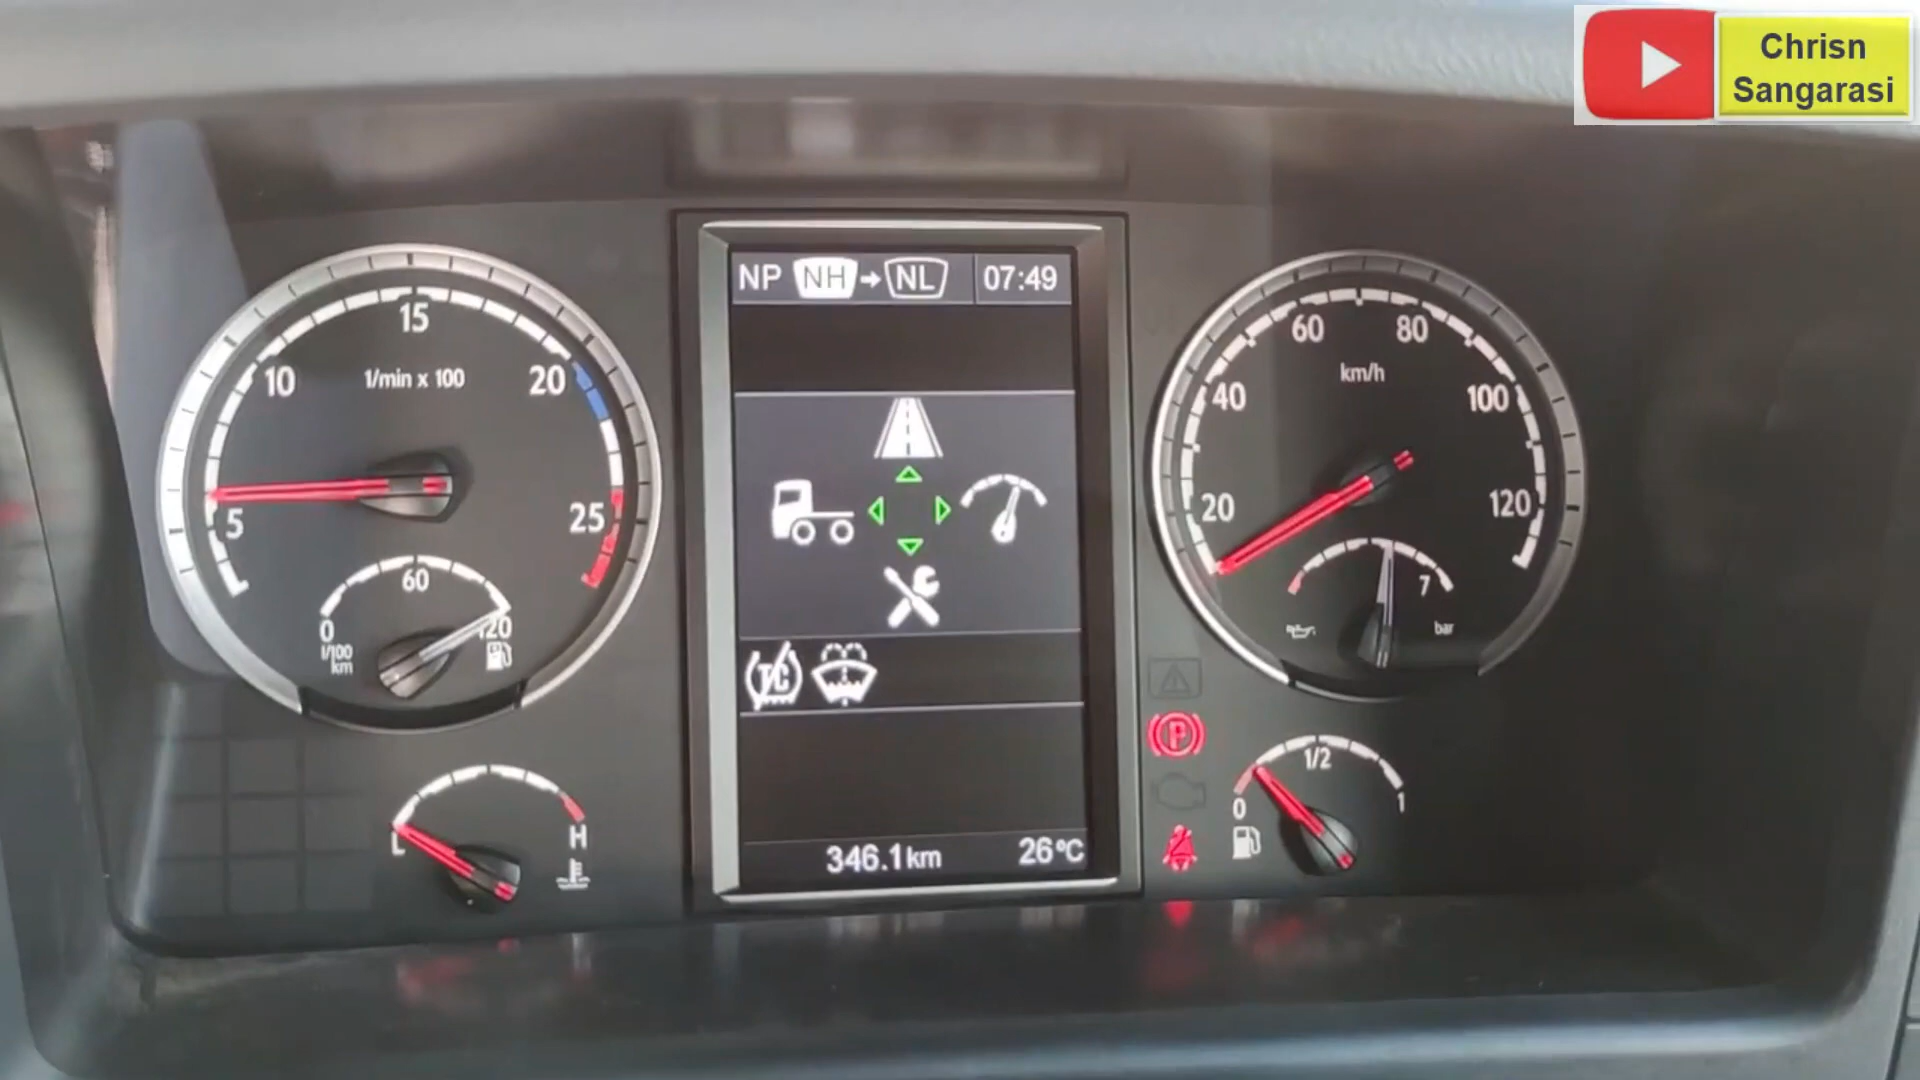 Chrisn
Sangarasi
NP NH NL 07:49
5
10
15
20
25
1/min x 100
0
60
120
l/100
km
20
40
60
80
100
120
km/h
7
bar
TC
P
H
0
1/2
1
346.1km 26°C